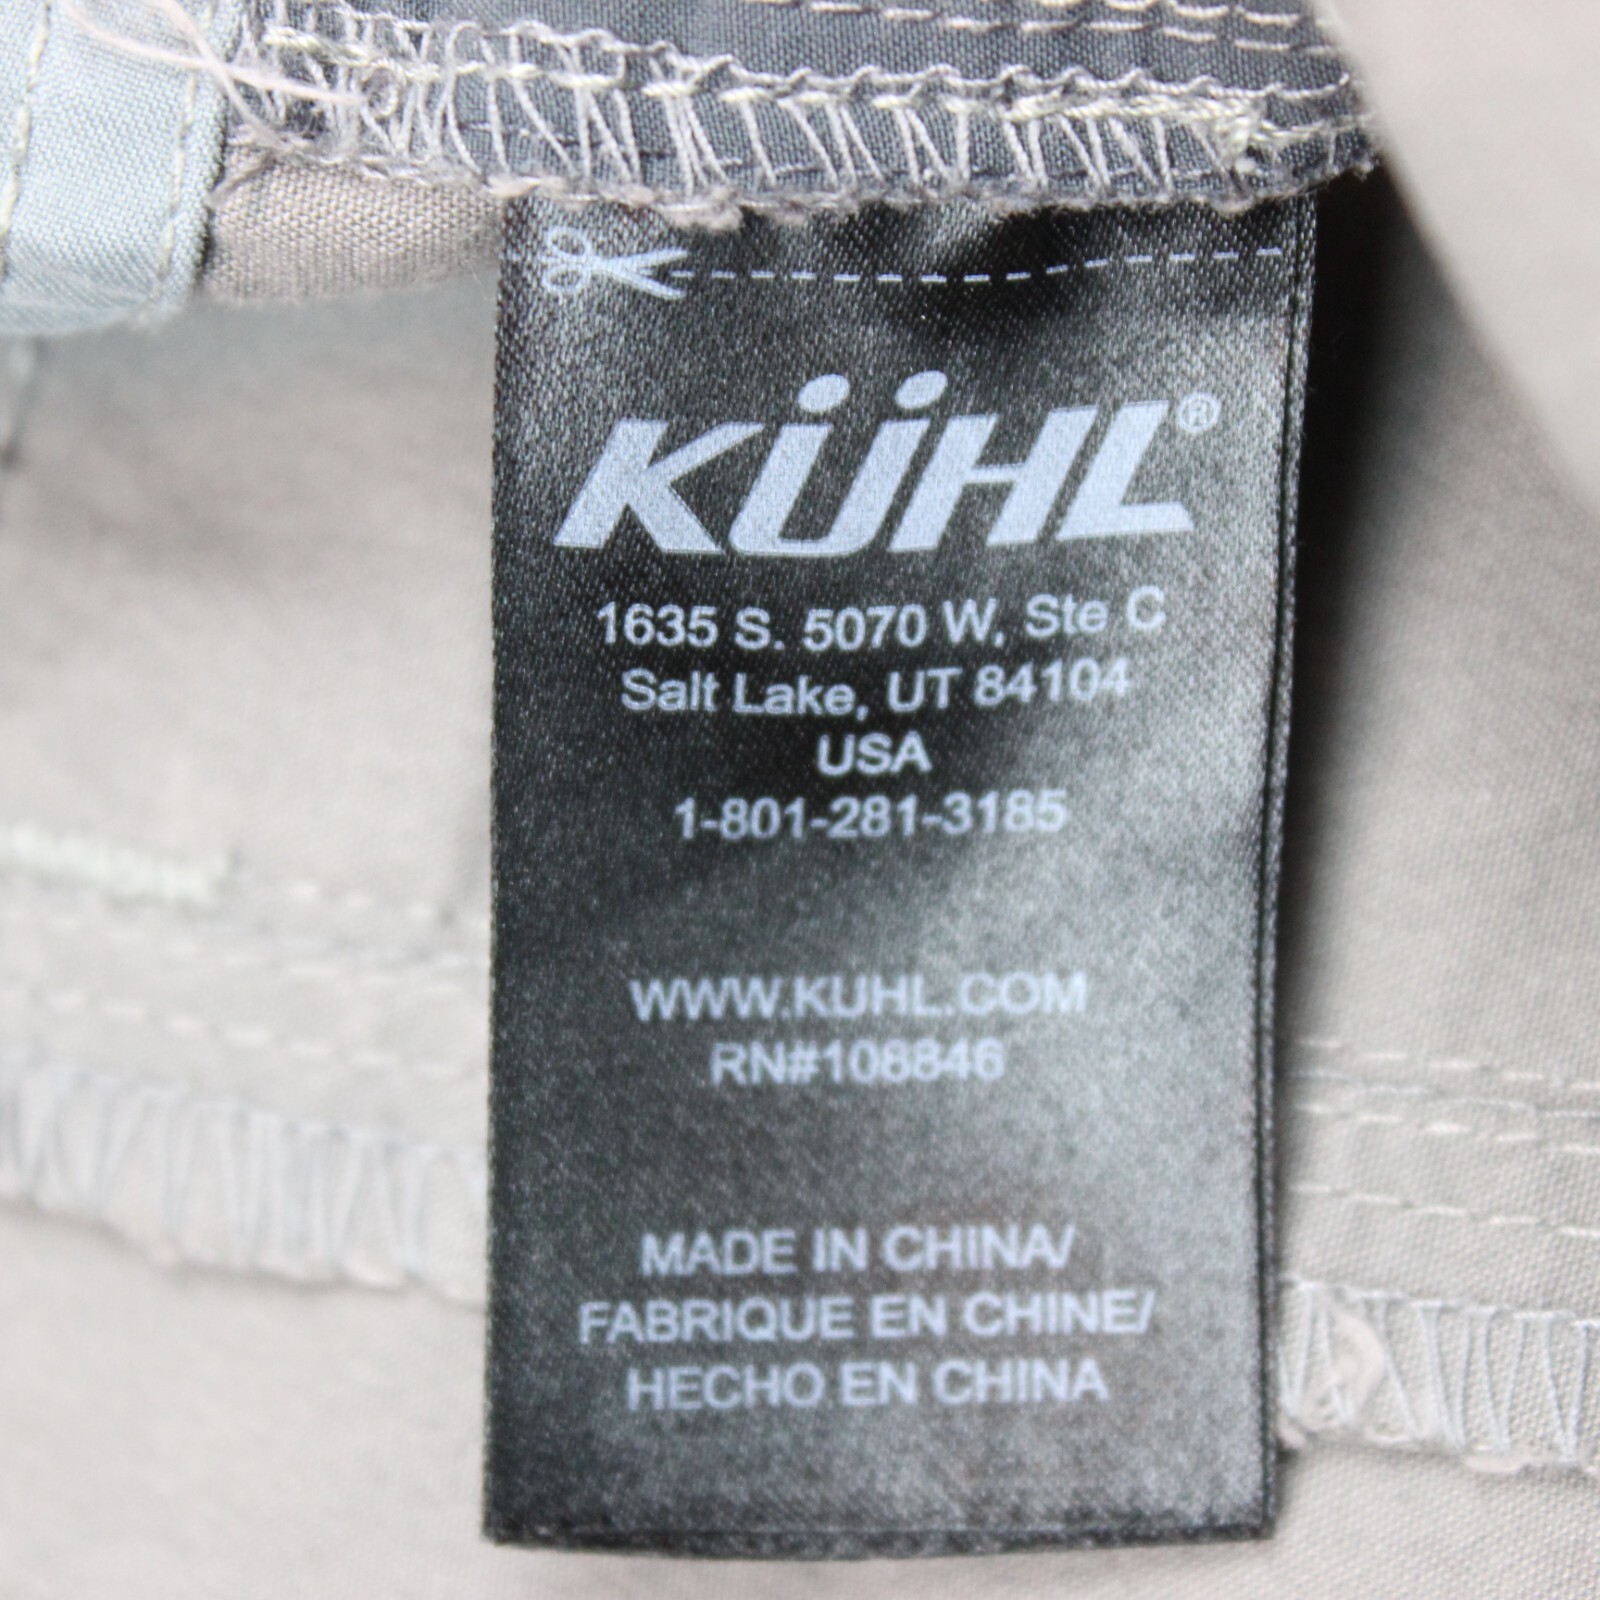 KÜHL®
1635 S. 5070 W. Ste C
Salt Lake, UT 84104
USA
1-801-281-3185
WWW.KUHL.COM
RN#108846
MADE IN CHINA/
FABRIQUE EN CHINE/
HECHO EN CHINA